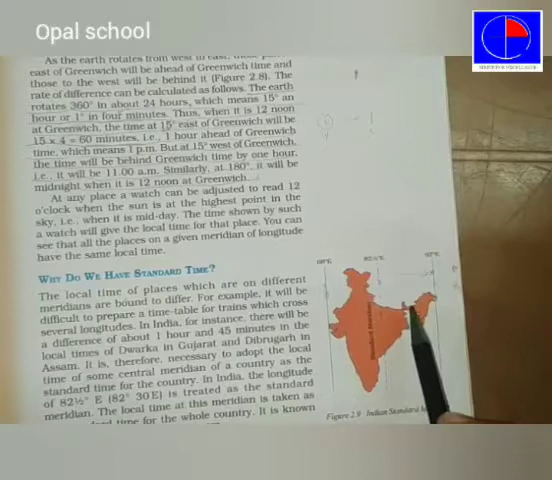 Opal school
As the earth rotates from west to east, those
east of Greenwich will be ahead of Greenwich time and
those to the west will be behind it (Figure 2.8). The
rate of difference can be calculated as follows. The earth
rotates 360° in about 24 hours, which means 15° an
hour or 1° in four minutes. Thus, when it is 12 noon
at Greenwich, the time at 15° east of Greenwich will be
15 x 4 = 60 minutes, i.e., 1 hour ahead of Greenwich
time, which means 1 p.m. But at 15° west of Greenwich,
the time will be behind Greenwich time by one hour,
i.e., it will be 11.00 a.m. Similarly, at 180°, it will be
midnight when it is 12 noon at Greenwich.
At any place a watch can be adjusted to read 12
o'clock when the sun is at the highest point in the
sky, i.e., when it is mid-day. The time shown by such
a watch will give the local time for that place. You can
see that all the places on a given meridian of longitude
have the same local time.
WHY DO WE HAVE STANDARD TIME?
The local time of places which are on different
meridians are bound to differ. For example, it will be
difficult to prepare a time-table for trains which cross
several longitudes. In India, for instance, there will be
a difference of about 1 hour and 45 minutes in the
local times of Dwarka in Gujarat and Dibrugarh in
Assam. It is, therefore, necessary to adopt the local
time of some central meridian of a country as the
standard time for the country. In India, the longitude
of 82½° E (82° 30 E) is treated as the standard
meridian. The local time at this meridian is taken as
time for the whole country. It is known
68°E
82½°E
97°E
Standard Meridian
Figure 2.9 Indian Standard